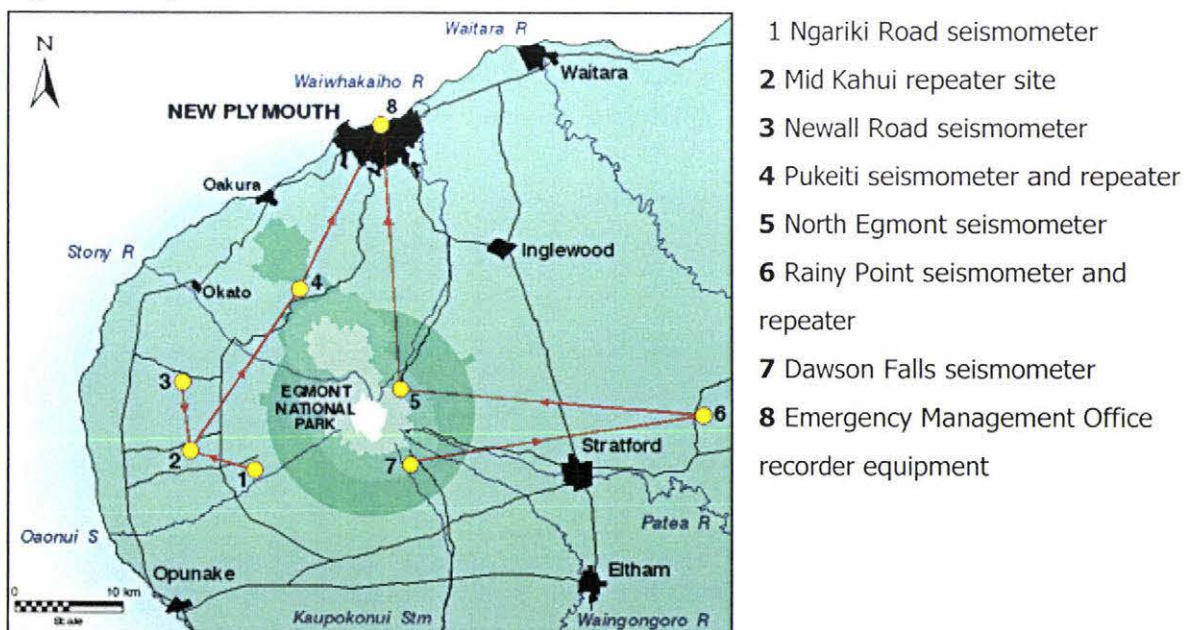 N
Waitara R
Waitara
Waiwhakaiho R
8
NEW PLYMOUTH
Oakura
Stony R
Inglewood
4
Okato
3
EGMONT
NATIONAL
PARK
5
6
Stratford
2
1
7
Patea R
Oaonui S
Opunake
Eltham
0 10 km
Scale
Kaupokonui Stm
Waingongoro R
1 Ngariki Road seismometer
2 Mid Kahui repeater site
3 Newall Road seismometer
4 Pukeiti seismometer and repeater
5 North Egmont seismometer
6 Rainy Point seismometer and
repeater
7 Dawson Falls seismometer
8 Emergency Management Office
recorder equipment